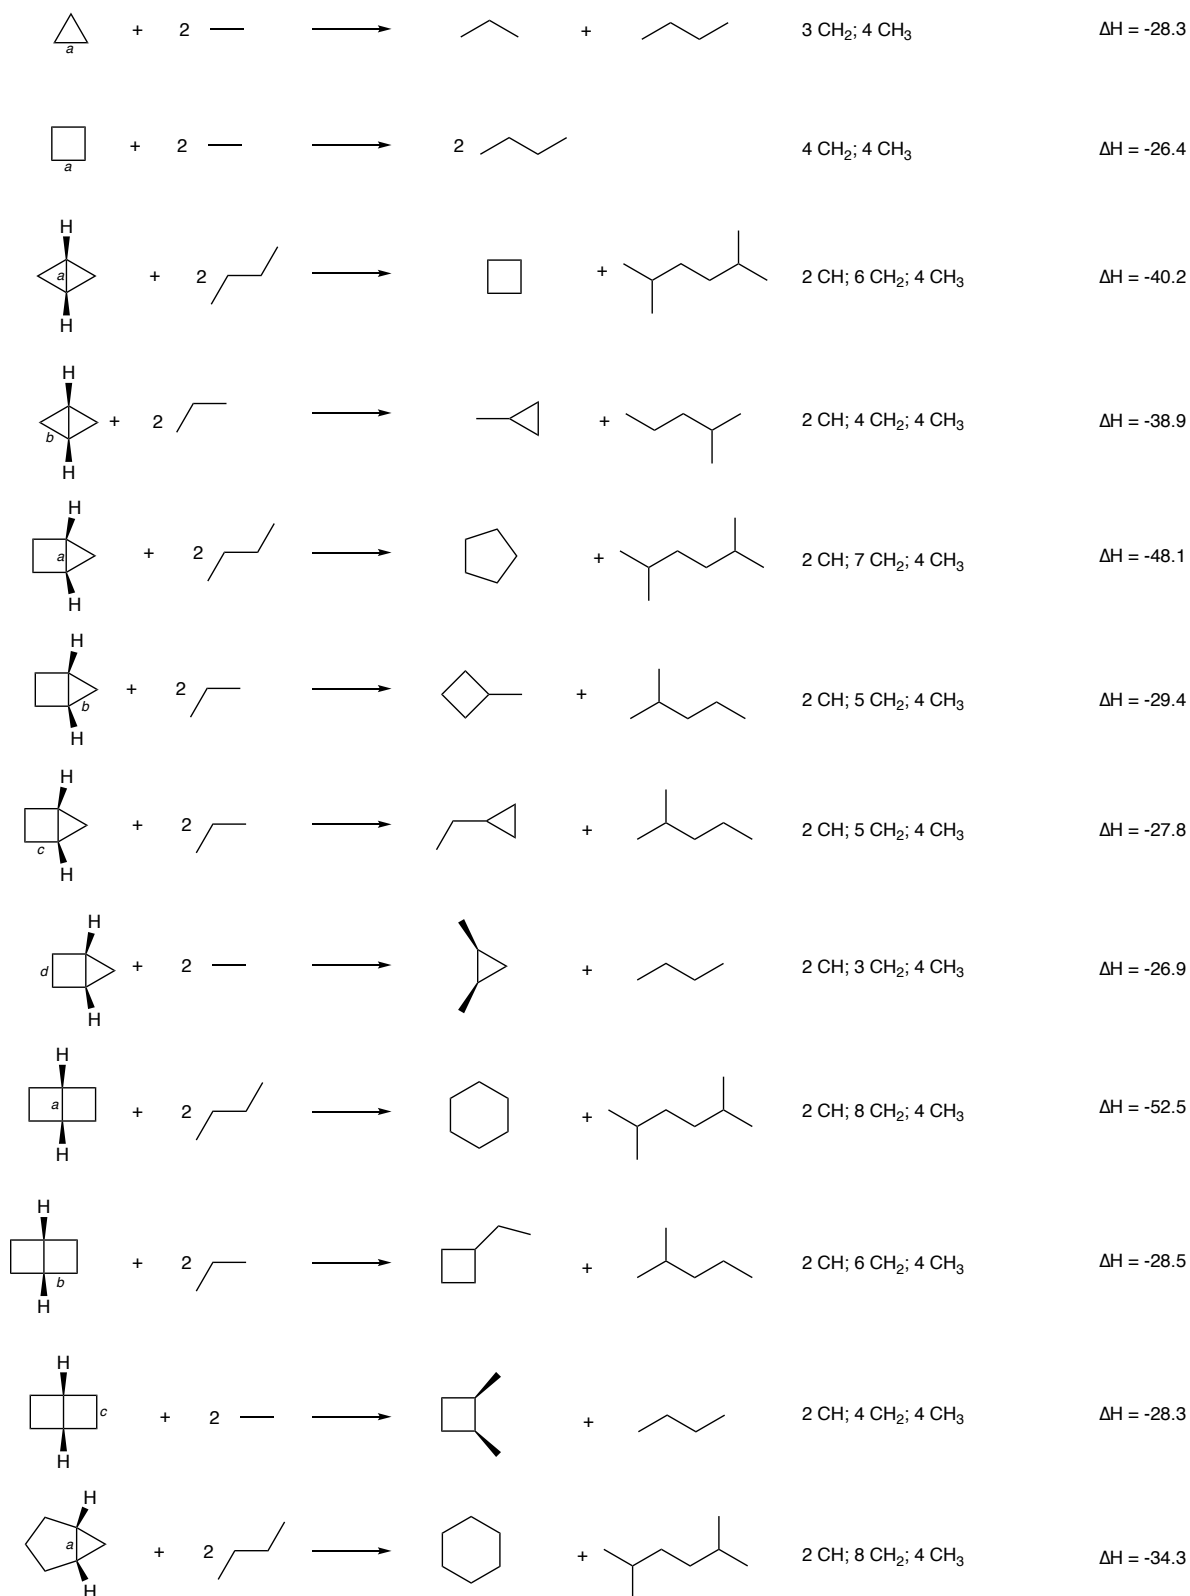 + 2 + 3 CH₂; 4 CH₃ ΔH = -28.3
a
+ 2 2 4 CH₂; 4 CH₃ ΔH = -26.4
a
H
a + 2 + 2 CH; 6 CH₂; 4 CH₃ ΔH = -40.2
H
H
+ 2 + 2 CH; 4 CH₂; 4 CH₃ ΔH = -38.9
b
H
H
a + 2 + 2 CH; 7 CH₂; 4 CH₃ ΔH = -48.1
H
H
+ 2 + 2 CH; 5 CH₂; 4 CH₃ ΔH = -29.4
b
H
H
+ 2 + 2 CH; 5 CH₂; 4 CH₃ ΔH = -27.8
c
H
H
d + 2 + 2 CH; 3 CH₂; 4 CH₃ ΔH = -26.9
H
H
a + 2 + 2 CH; 8 CH₂; 4 CH₃ ΔH = -52.5
H
H
+ 2 + 2 CH; 6 CH₂; 4 CH₃ ΔH = -28.5
b
H
H
c + 2 + 2 CH; 4 CH₂; 4 CH₃ ΔH = -28.3
H
H
a + 2 + 2 CH; 8 CH₂; 4 CH₃ ΔH = -34.3
H